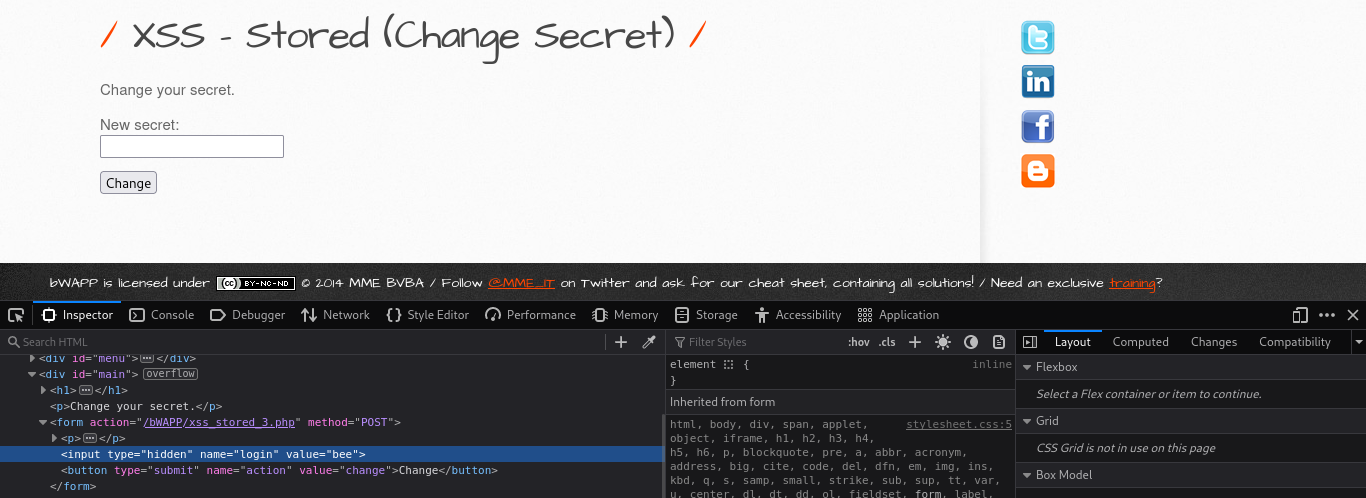 / XSS - Stored (Change Secret) /
Change your secret.
New secret:
Change
bWAPP is licensed under (cc) BY-NC-ND © 2014 MME BVBA / Follow @MME_IT on Twitter and ask for our cheat sheet, containing all solutions! / Need an exclusive training?
Inspector Console Debugger Network Style Editor Performance Memory Storage Accessibility Application
Search HTML
<div id="menu"></div>
<div id="main"> overflow
<h1></h1>
<p>Change your secret.</p>
<form action="/bWAPP/xss_stored_3.php" method="POST">
<p></p>
<input type="hidden" name="login" value="bee">
<button type="submit" name="action" value="change">Change</button>
</form>
Filter Styles :hov .cls
element { inline
}
Inherited from form
html, body, div, span, applet, stylesheet.css:5
object, iframe, h1, h2, h3, h4,
h5, h6, p, blockquote, pre, a, abbr, acronym,
address, big, cite, code, del, dfn, em, img, ins,
kbd, q, s, samp, small, strike, sub, sup, tt, var,
u, center, dl, dt, dd, ol, fieldset, form, label,
Layout Computed Changes Compatibility
Flexbox
Select a Flex container or item to continue.
Grid
CSS Grid is not in use on this page
Box Model